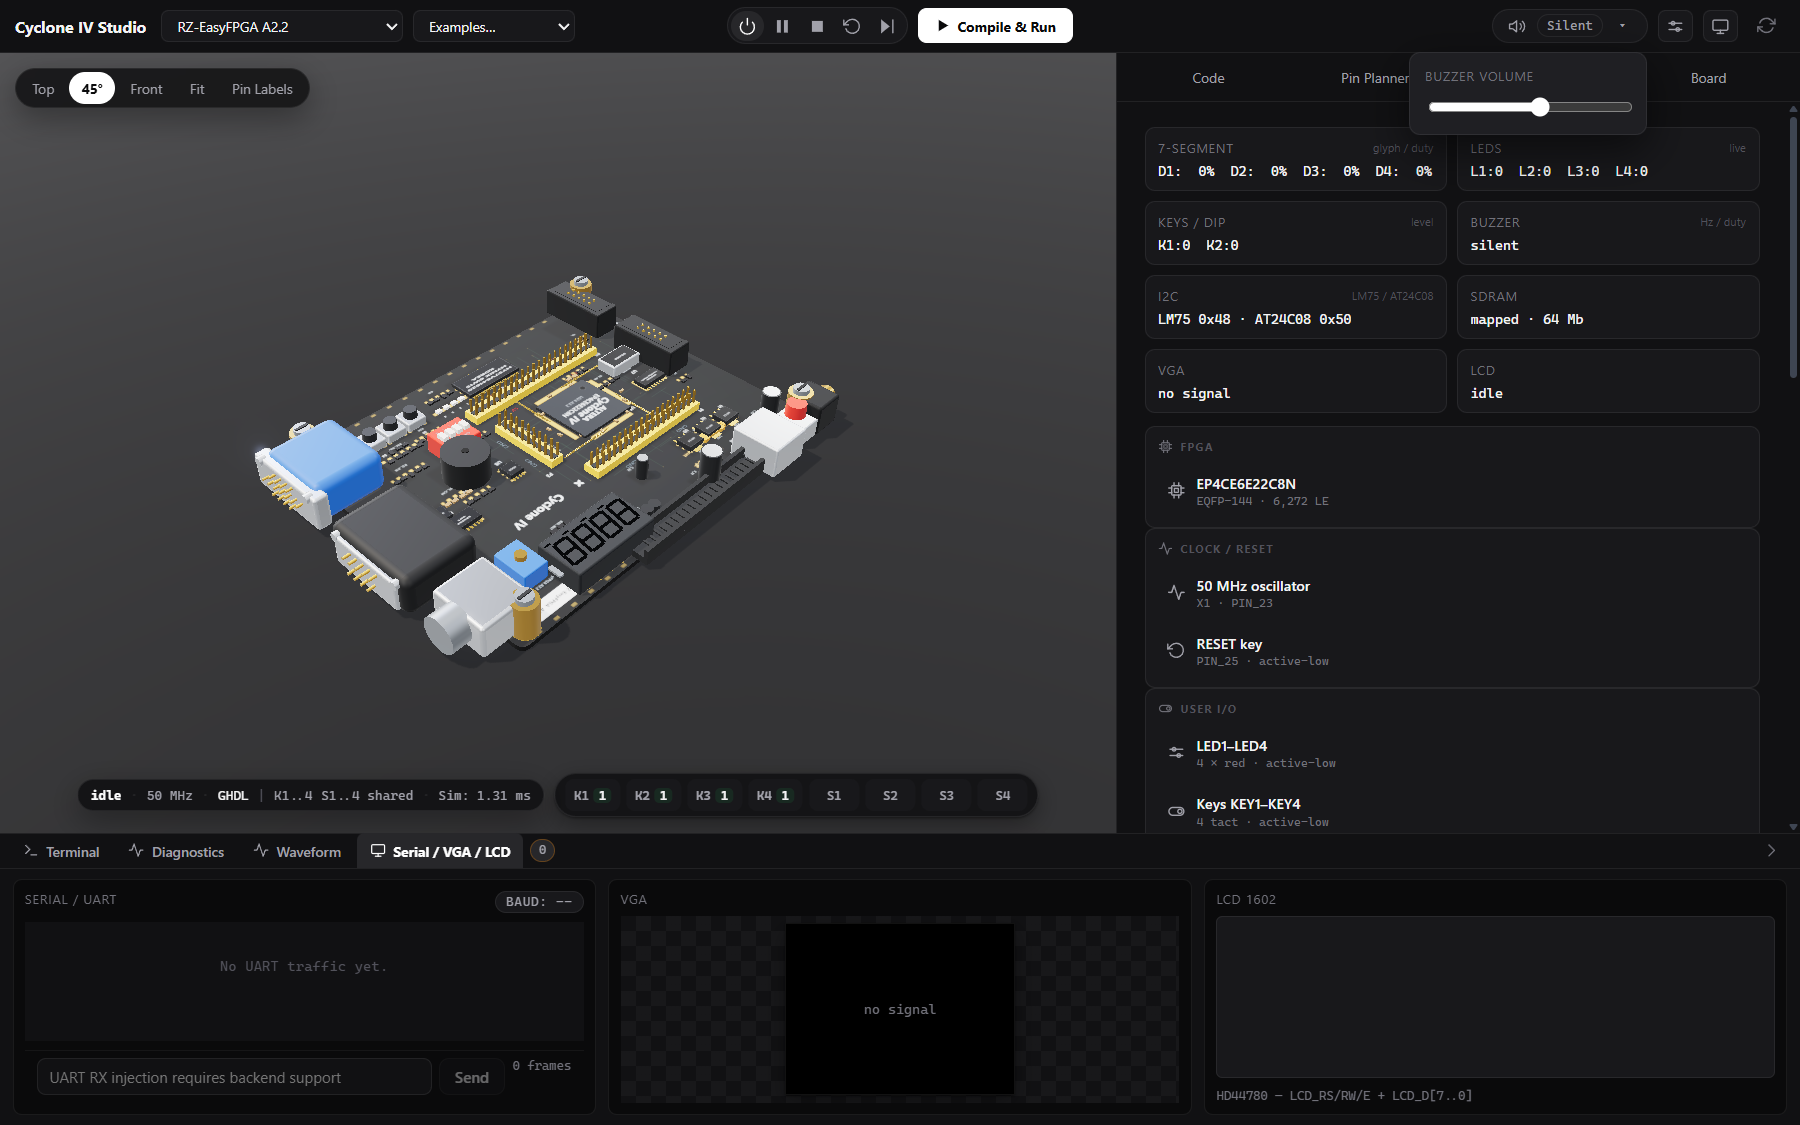 Cyclone IV Studio
RZ-EasyFPGA A2.2
Examples...
Compile & Run
Silent
BUZZER VOLUME
Top 45° Front Fit Pin Labels
Code Pin Planner Board
7-SEGMENT glyph / duty
D1: 0% D2: 0% D3: 0% D4: 0%
LEDS live
L1:0 L2:0 L3:0 L4:0
KEYS / DIP level
K1:0 K2:0
BUZZER Hz / duty
silent
I2C LM75 / AT24C08
LM75 0x48 · AT24C08 0x50
SDRAM
mapped · 64 Mb
VGA
no signal
LCD
idle
FPGA
EP4CE6E22C8N
EQFP-144 · 6,272 LE
CLOCK / RESET
50 MHz oscillator
X1 · PIN_23
RESET key
PIN_25 · active-low
USER I/O
LED1–LED4
4 × red · active-low
Keys KEY1–KEY4
4 tact · active-low
ALTERA
Cyclone IV
Cyclone IV
8888
idle · 50 MHz · GHDL | K1..4 S1..4 shared · Sim: 1.31 ms
K1 1 K2 1 K3 1 K4 1 S1 S2 S3 S4
Terminal Diagnostics Waveform Serial / VGA / LCD 0
SERIAL / UART BAUD: --
No UART traffic yet.
UART RX injection requires backend support Send 0 frames
VGA
no signal
LCD 1602
HD44780 — LCD_RS/RW/E + LCD_D[7..0]